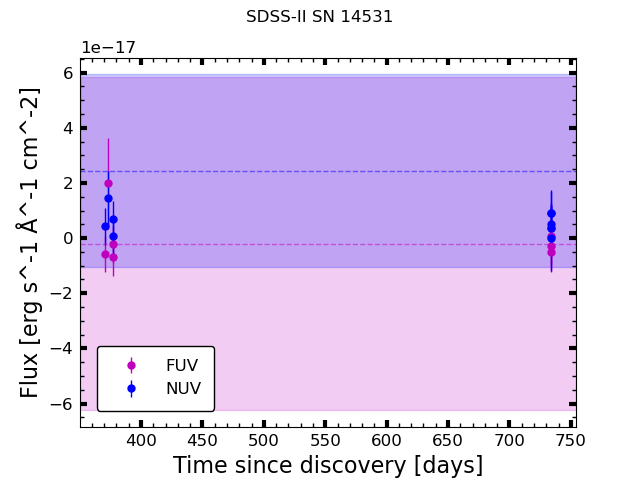 SDSS-II SN 14531
1e−17
6
4
2
0
−2
−4
−6
Flux [erg s^-1 Å^-1 cm^-2]
FUV
NUV
400 450 500 550 600 650 700 750
Time since discovery [days]